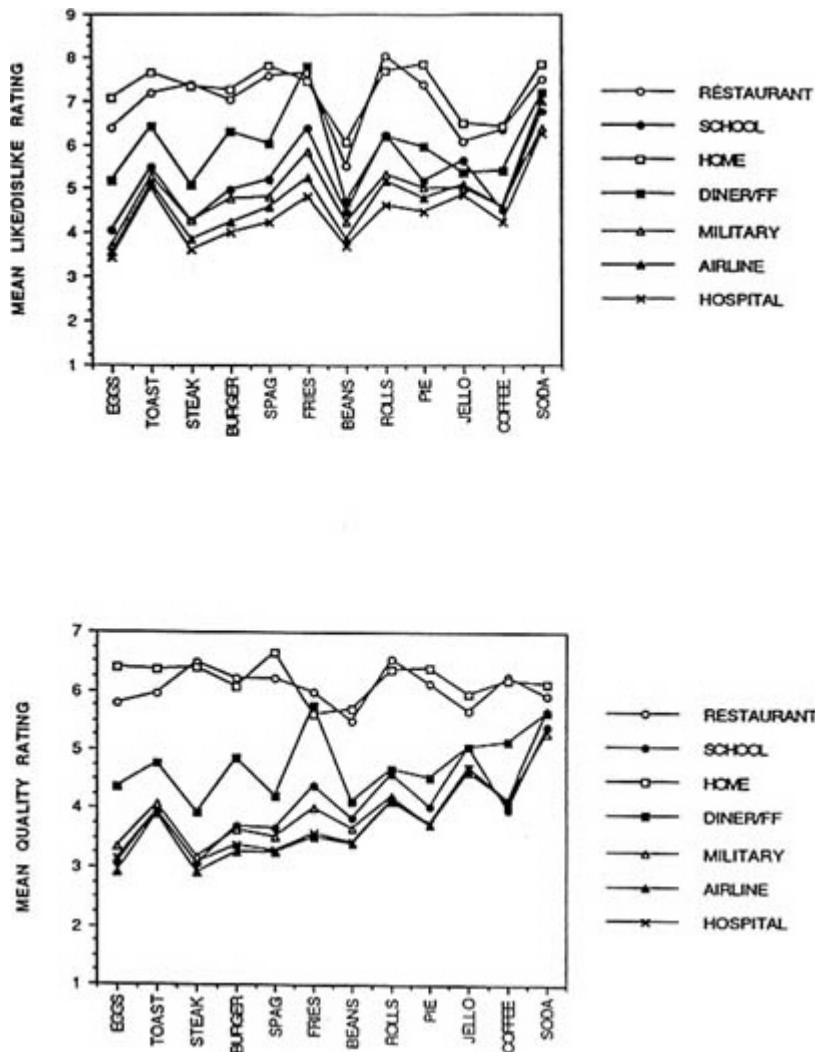 MEAN LIKE/DISLIKE RATING
9
8
7
6
5
4
3
2
1
EGGS
TOAST
STEAK
BURGER
SPAG
FRIES
BEANS
ROLLS
PIE
JELLO
COFFEE
SODA
RESTAURANT
SCHOOL
HOME
DINER/FF
MILITARY
AIRLINE
HOSPITAL
MEAN QUALITY RATING
7
6
5
4
3
2
1
EGGS
TOAST
STEAK
BURGER
SPAG
FRIES
BEANS
ROLLS
PIE
JELLO
COFFEE
SODA
RESTAURANT
SCHOOL
HOME
DINER/FF
MILITARY
AIRLINE
HOSPITAL